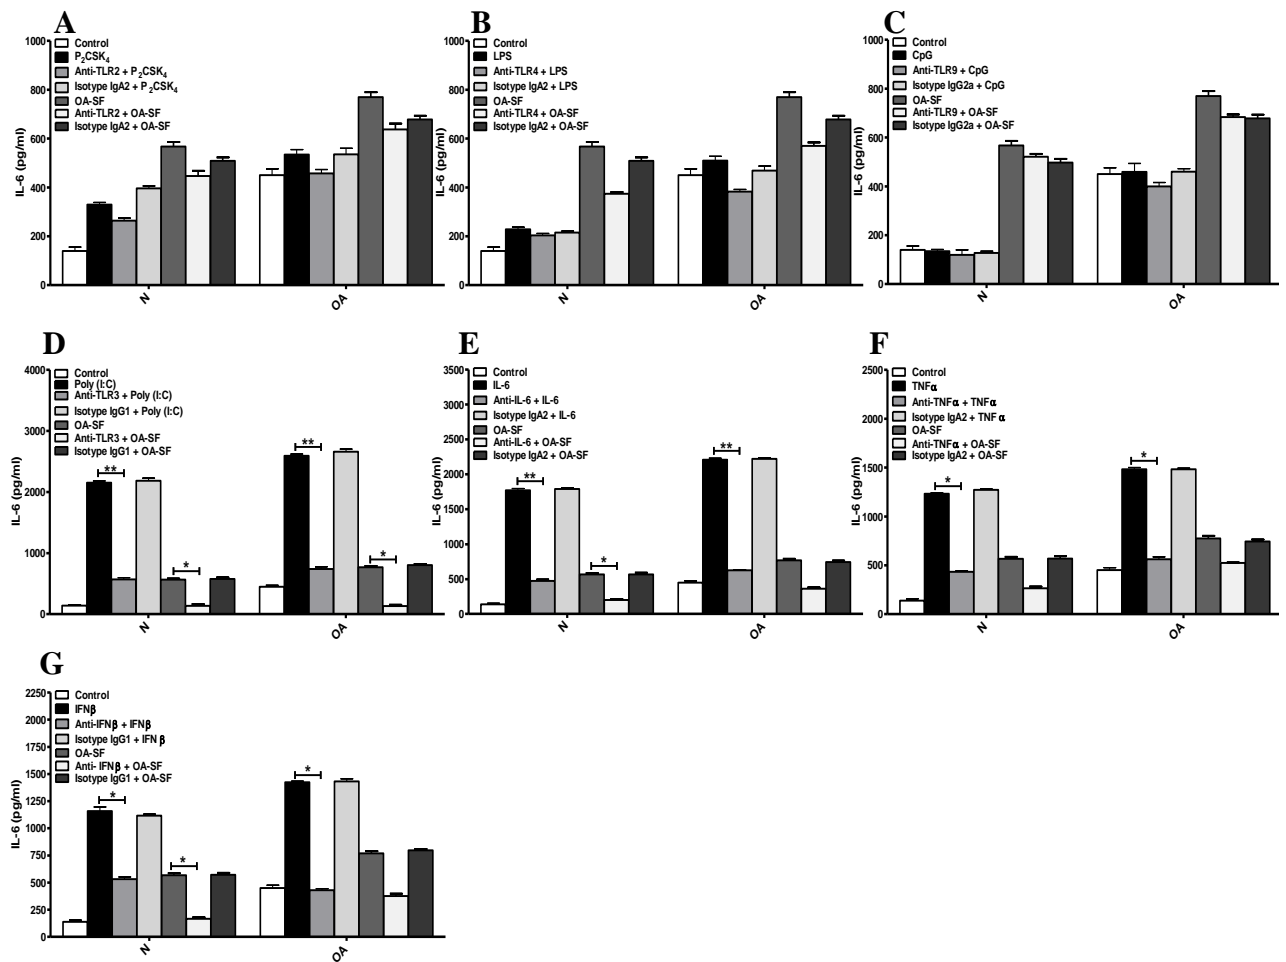 A
1000
800
600
400
200
0
IL-6 (pg/ml)
Control
P2CSK4
Anti-TLR2 + P2CSK4
Isotype IgA2 + P2CSK4
OA-SF
Anti-TLR2 + OA-SF
Isotype IgA2 + OA-SF
N
OA
B
1000
800
600
400
200
0
IL-6 (pg/ml)
Control
LPS
Anti-TLR4 + LPS
Isotype IgA2 + LPS
OA-SF
Anti-TLR4 + OA-SF
Isotype IgA2 + OA-SF
N
OA
C
1000
800
600
400
200
0
IL-6 (pg/ml)
Control
CpG
Anti-TLR9 + CpG
Isotype IgG2a + CpG
OA-SF
Anti-TLR9 + OA-SF
Isotype IgG2a + OA-SF
N
OA
D
4000
3000
2000
1000
0
IL-6 (pg/ml)
Control
Poly (I:C)
Anti-TLR3 + Poly (I:C)
Isotype IgG1 + Poly (I:C)
OA-SF
Anti-TLR3 + OA-SF
Isotype IgG1 + OA-SF
**
*
**
*
N
OA
E
3500
3000
2500
2000
1500
1000
500
0
IL-6 (pg/ml)
Control
IL-6
Anti-IL-6 + IL-6
Isotype IgA2 + IL-6
OA-SF
Anti-IL-6 + OA-SF
Isotype IgA2 + OA-SF
**
*
**
N
OA
F
2500
2000
1500
1000
500
0
IL-6 (pg/ml)
Control
TNFα
Anti-TNFα + TNFα
Isotype IgA2 + TNFα
OA-SF
Anti-TNFα + OA-SF
Isotype IgA2 + OA-SF
*
*
N
OA
G
2250
2000
1750
1500
1250
1000
750
500
250
0
IL-6 (pg/ml)
Control
IFNβ
Anti-IFNβ + IFNβ
Isotype IgG1 + IFNβ
OA-SF
Anti- IFNβ + OA-SF
Isotype IgG1 + OA-SF
*
*
*
N
OA